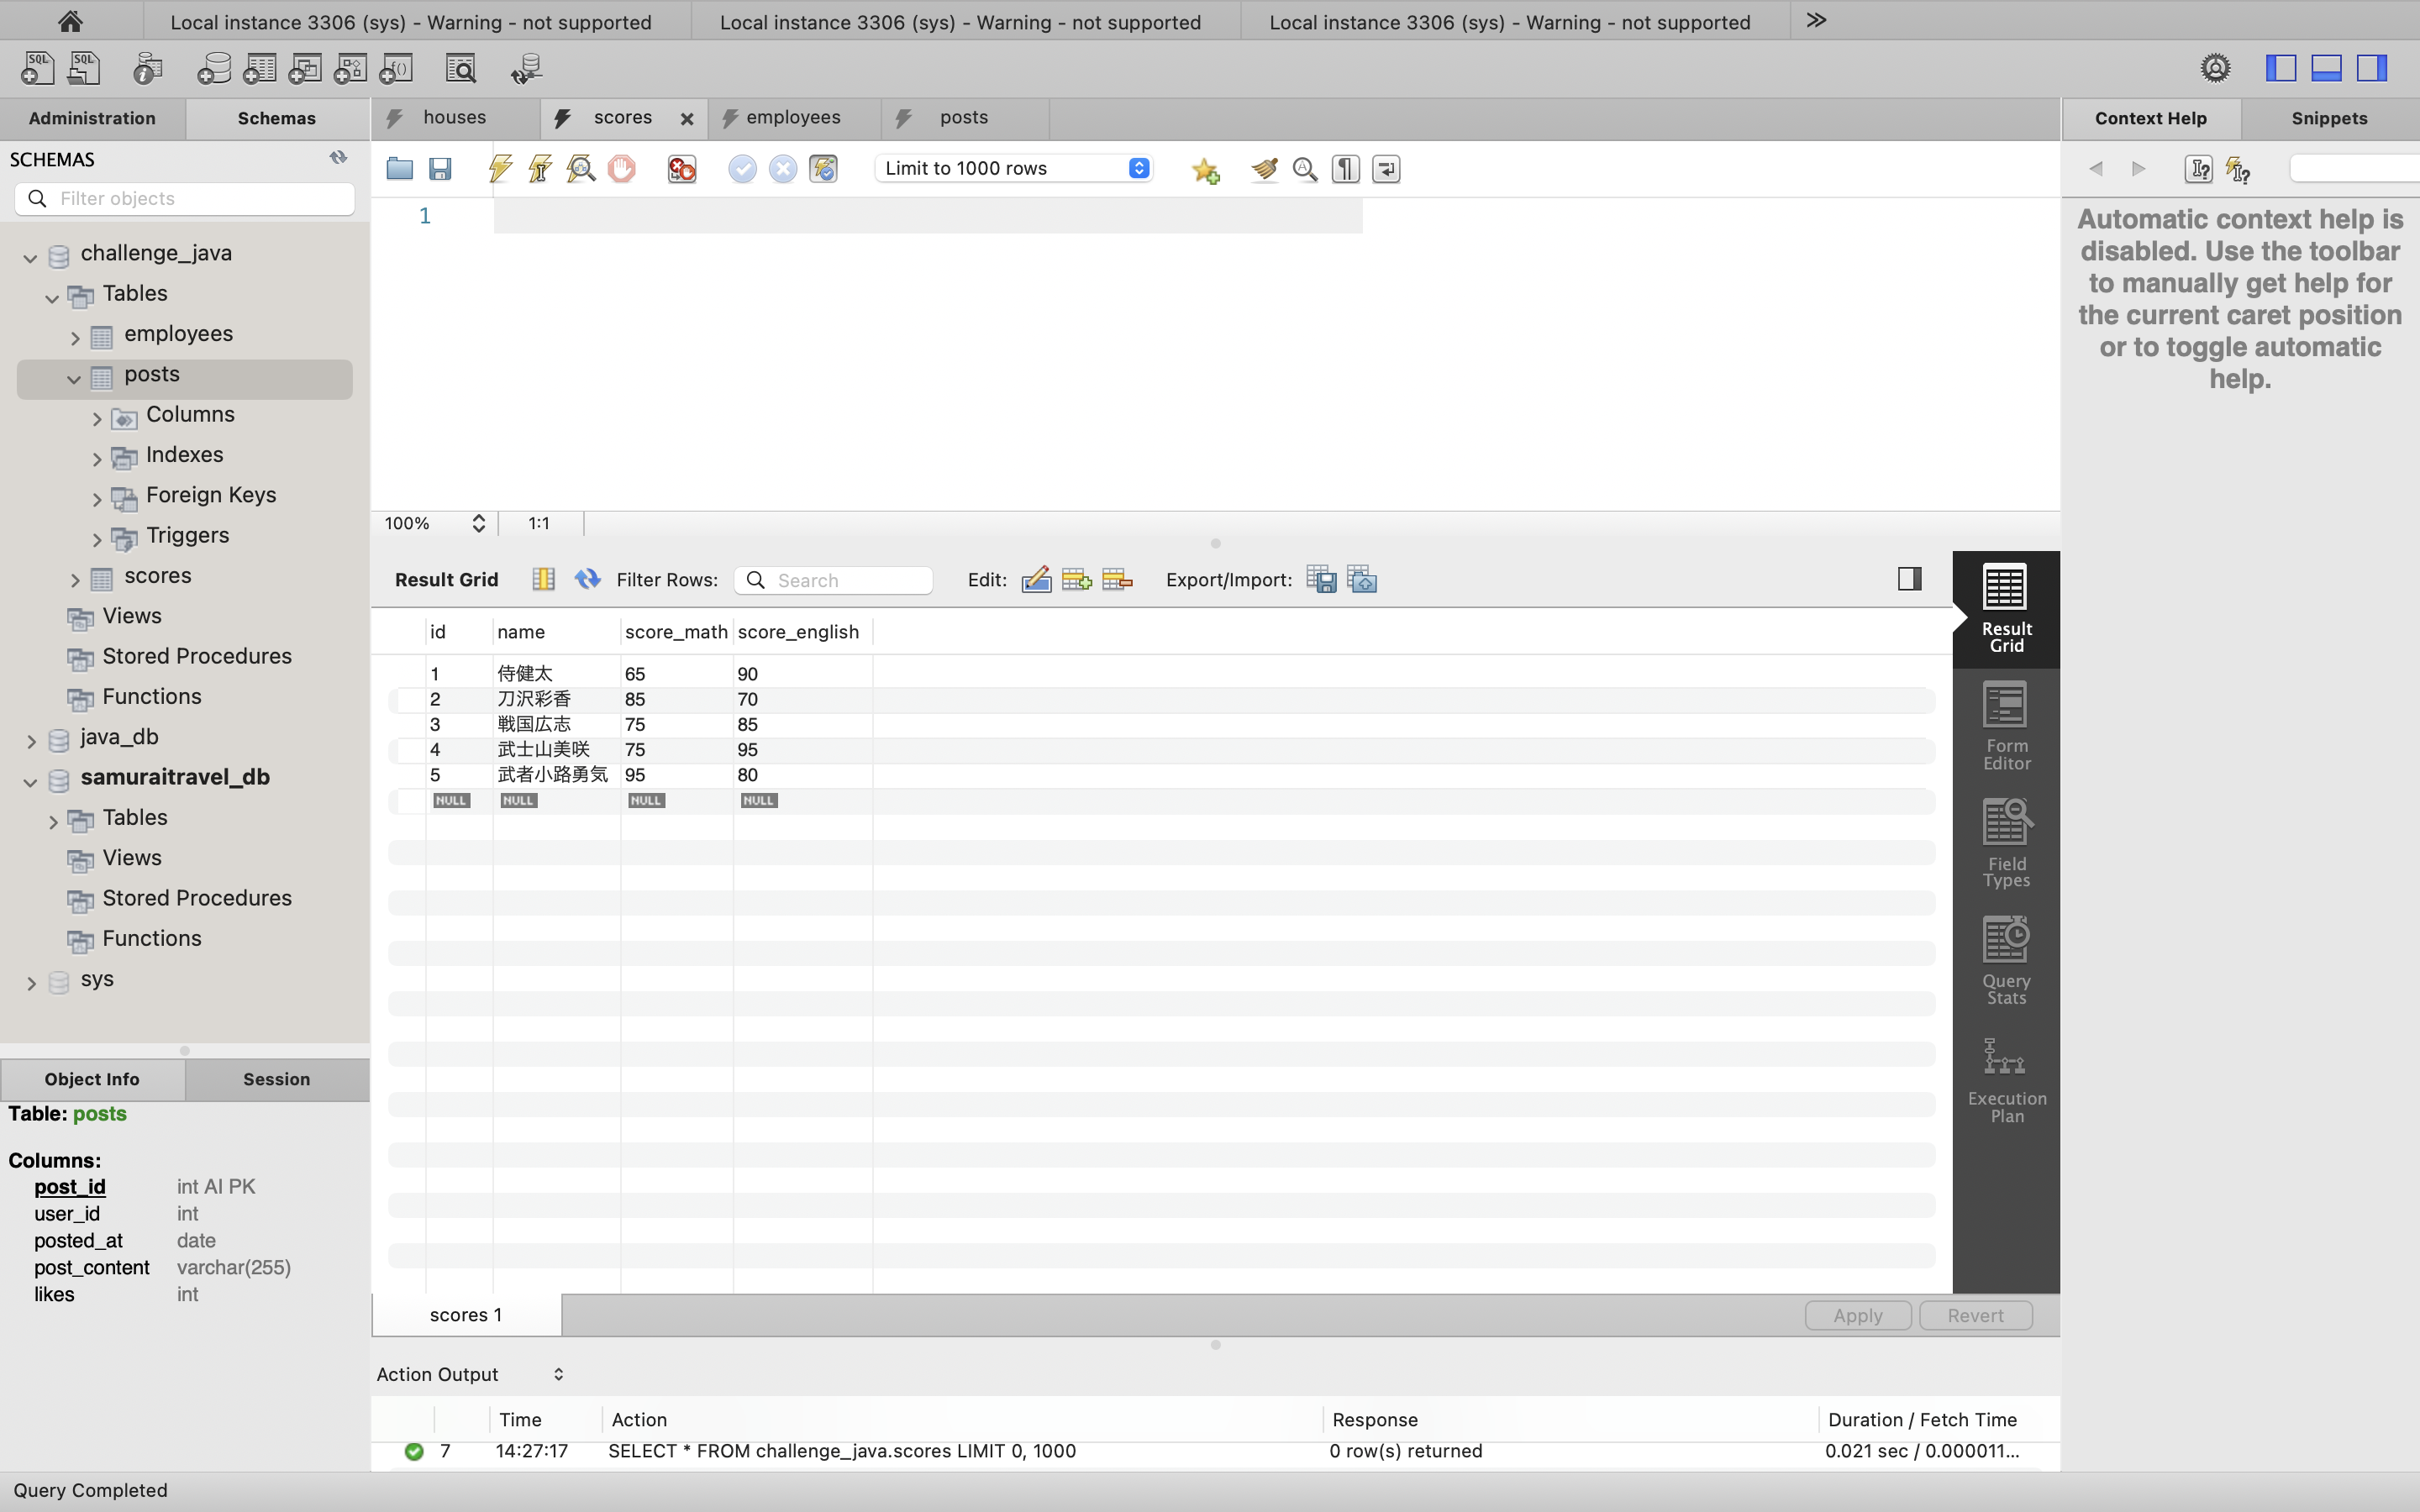 Local instance 3306 (sys) - Warning - not supported
Local instance 3306 (sys) - Warning - not supported
Local instance 3306 (sys) - Warning - not supported
Administration
Schemas
houses
scores
employees
posts
Context Help
Snippets
SCHEMAS
Filter objects
Limit to 1000 rows
1
Automatic context help is
disabled. Use the toolbar
to manually get help for
the current caret position
or to toggle automatic
help.
challenge_java
Tables
employees
posts
Columns
Indexes
Foreign Keys
Triggers
scores
Views
Stored Procedures
Functions
java_db
samuraitravel_db
Tables
Views
Stored Procedures
Functions
sys
100%
1:1
Result Grid
Filter Rows:
Search
Edit:
Export/Import:
id name score_math score_english
1 侍健太 65 90
2 刀沢彩香 85 70
3 戦国広志 75 85
4 武士山美咲 75 95
5 武者小路勇気 95 80
NULL NULL NULL NULL
Result
Grid
Form
Editor
Field
Types
Query
Stats
Execution
Plan
Object Info
Session
Table: posts
Columns:
post_id int AI PK
user_id int
posted_at date
post_content varchar(255)
likes int
scores 1
Apply
Revert
Action Output
Time Action Response Duration / Fetch Time
7 14:27:17 SELECT * FROM challenge_java.scores LIMIT 0, 1000 0 row(s) returned 0.021 sec / 0.000011...
Query Completed